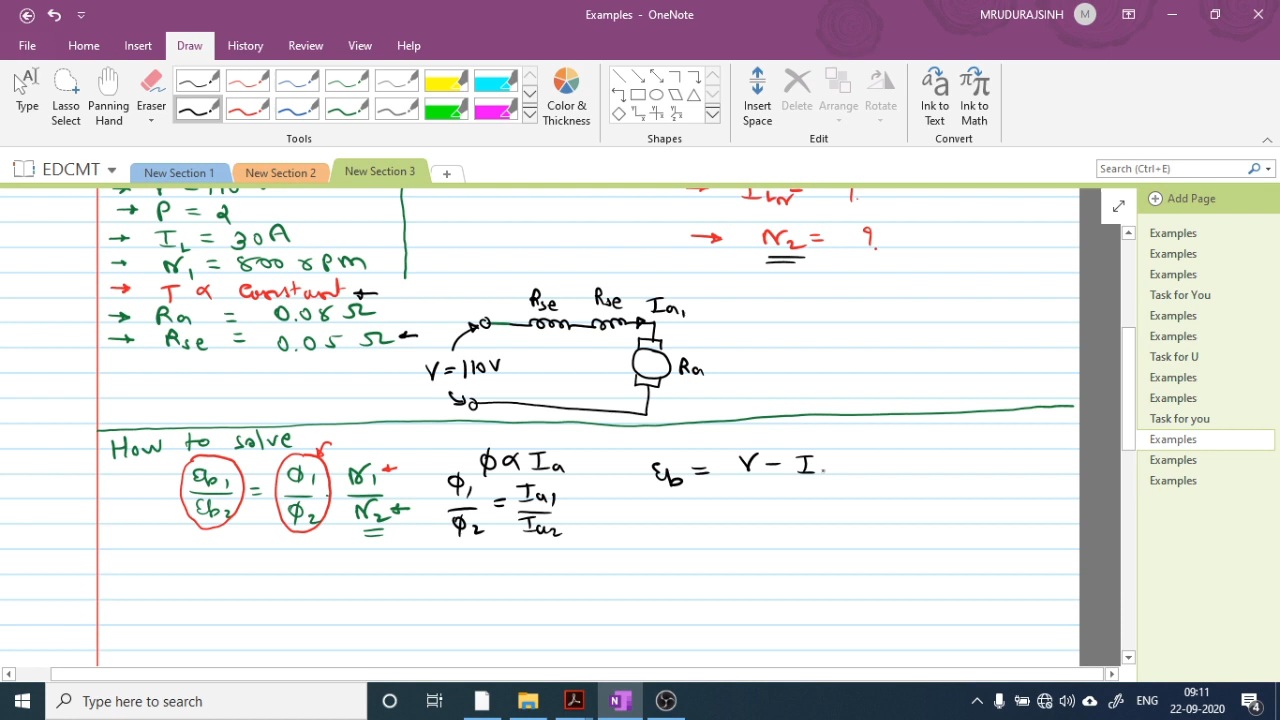 Examples - OneNote
MRUDURAJSINH M
File Home Insert Draw History Review View Help
Type
Lasso Select
Panning Hand
Eraser
Color & Thickness
Insert Space
Delete
Arrange
Rotate
Ink to Text
Ink to Math
Tools
Shapes
Edit
Convert
EDCMT
New Section 1
New Section 2
New Section 3
Search (Ctrl+E)
Add Page
Examples
Examples
Examples
Task for You
Examples
Examples
Task for U
Examples
Examples
Task for you
Examples
Examples
Examples
→ P = 2
→ IL = 30A
→ N1 = 800 rpm
→ T ∝ Constant ←
→ Ra = 0.08 Ω
→ Rse = 0.05 Ω ←
→ N2 = ?
Rse Rse Ia1
V = 110V
Ra
How to solve
Eb1/Eb2 = ϕ1/ϕ2 · N1/N2
ϕ ∝ Ia
ϕ1/ϕ2 = Ia1/Ia2
Eb = V - I
Type here to search
ENG
09:11
22-09-2020
4